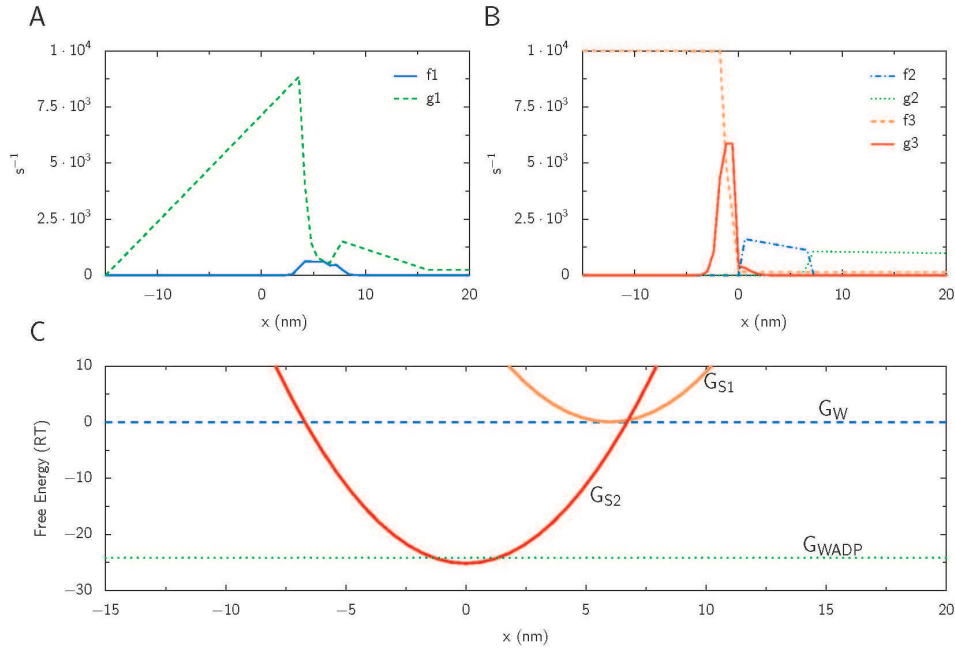 A
1 · 10⁴
7.5 · 10³
5 · 10³
2.5 · 10³
0
s⁻¹
−10
0
10
20
x (nm)
f1
g1
B
1 · 10⁴
7.5 · 10³
5 · 10³
2.5 · 10³
0
s⁻¹
−10
0
10
20
x (nm)
f2
g2
f3
g3
C
10
0
−10
−20
−30
Free Energy (RT)
G_S1
G_W
G_S2
G_WADP
−15
−10
−5
0
5
10
15
20
x (nm)